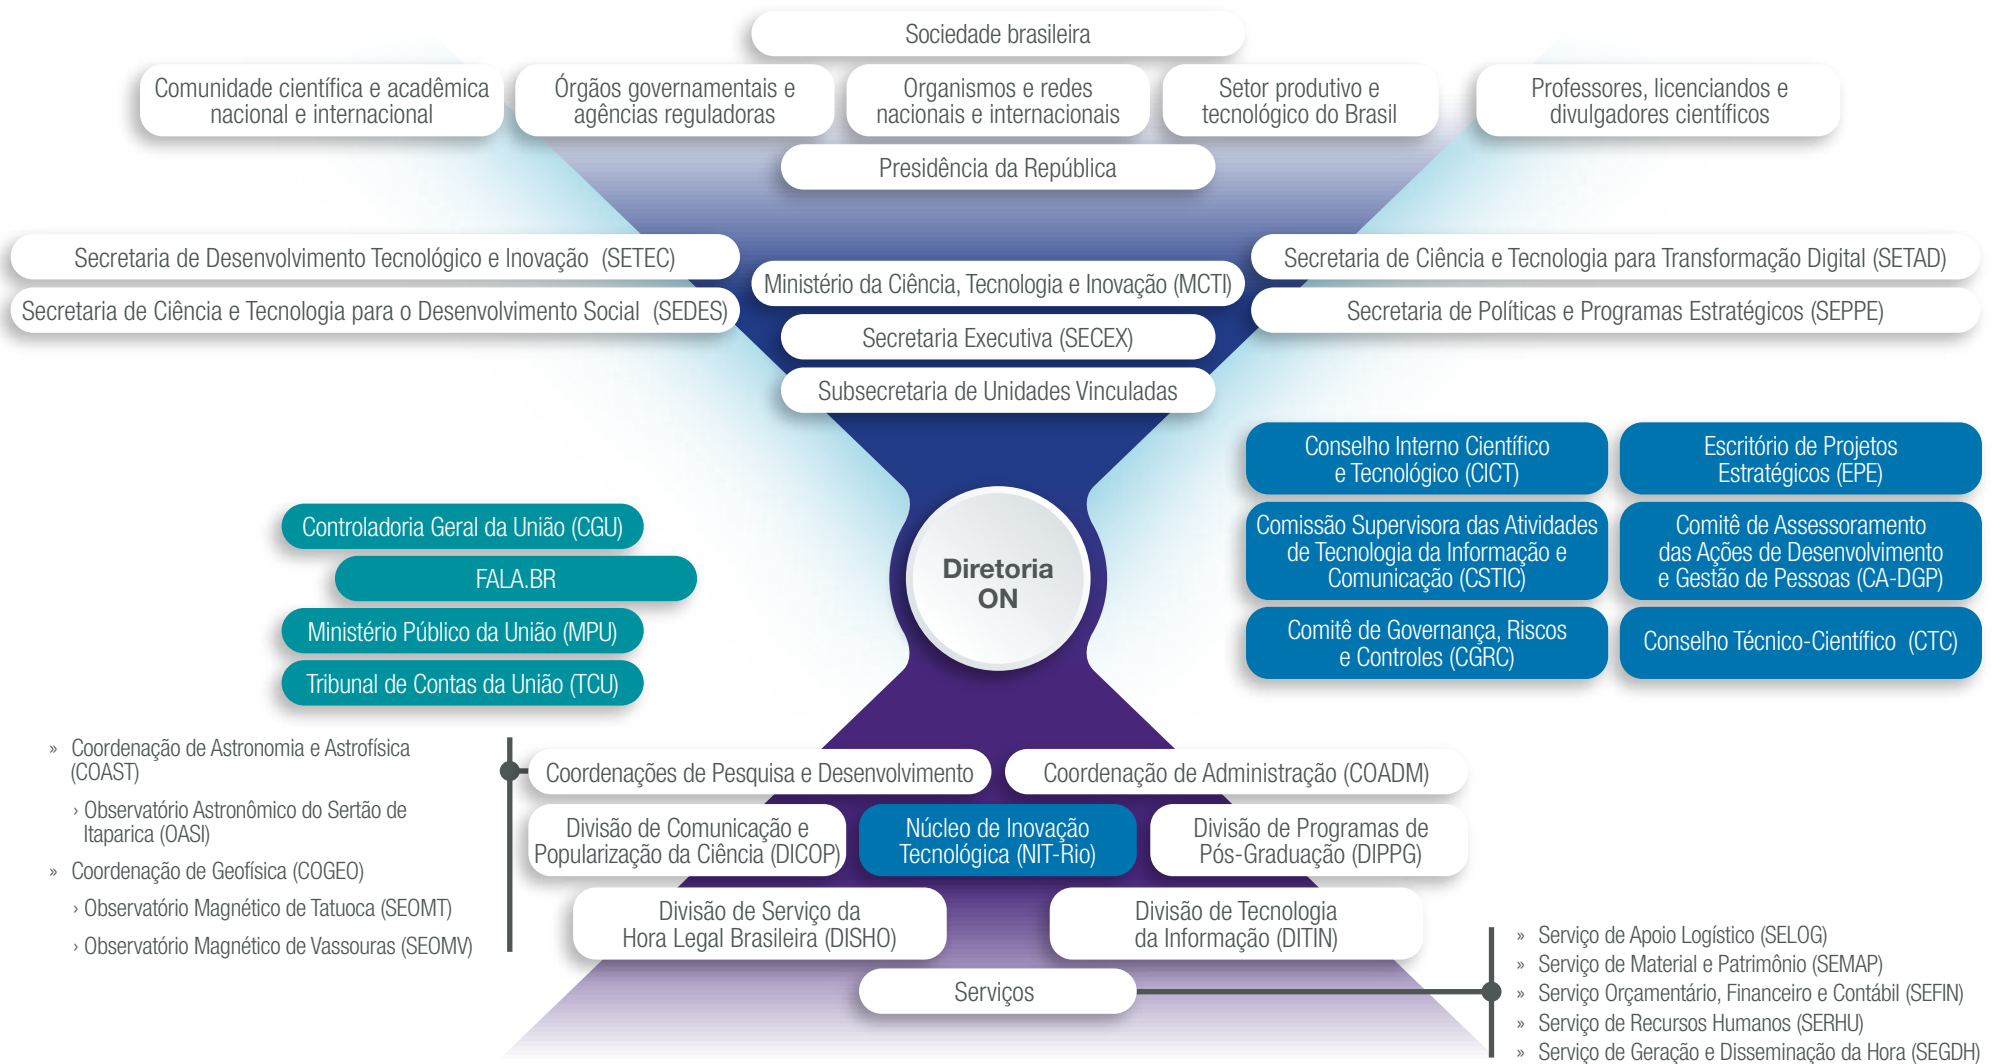 Sociedade brasileira
Comunidade científica e acadêmica
nacional e internacional
Órgãos governamentais e
agências reguladoras
Organismos e redes
nacionais e internacionais
Setor produtivo e
tecnológico do Brasil
Professores, licenciandos e
divulgadores científicos
Presidência da República
Secretaria de Desenvolvimento Tecnológico e Inovação (SETEC)
Secretaria de Ciência e Tecnologia para o Desenvolvimento Social (SEDES)
Ministério da Ciência, Tecnologia e Inovação (MCTI)
Secretaria Executiva (SECEX)
Subsecretaria de Unidades Vinculadas
Secretaria de Ciência e Tecnologia para Transformação Digital (SETAD)
Secretaria de Políticas e Programas Estratégicos (SEPPE)
Controladoria Geral da União (CGU)
FALA.BR
Ministério Público da União (MPU)
Tribunal de Contas da União (TCU)
Diretoria
ON
Conselho Interno Científico
e Tecnológico (CICT)
Escritório de Projetos
Estratégicos (EPE)
Comissão Supervisora das Atividades
de Tecnologia da Informação e
Comunicação (CSTIC)
Comitê de Assessoramento
das Ações de Desenvolvimento
e Gestão de Pessoas (CA-DGP)
Comitê de Governança, Riscos
e Controles (CGRC)
Conselho Técnico-Científico (CTC)
» Coordenação de Astronomia e Astrofísica
(COAST)
› Observatório Astronômico do Sertão de
Itaparica (OASI)
» Coordenação de Geofísica (COGEO)
› Observatório Magnético de Tatuoca (SEOMT)
› Observatório Magnético de Vassouras (SEOMV)
Coordenações de Pesquisa e Desenvolvimento
Coordenação de Administração (COADM)
Divisão de Comunicação e
Popularização da Ciência (DICOP)
Núcleo de Inovação
Tecnológica (NIT-Rio)
Divisão de Programas de
Pós-Graduação (DIPPG)
Divisão de Serviço da
Hora Legal Brasileira (DISHO)
Divisão de Tecnologia
da Informação (DITIN)
Serviços
» Serviço de Apoio Logístico (SELOG)
» Serviço de Material e Patrimônio (SEMAP)
» Serviço Orçamentário, Financeiro e Contábil (SEFIN)
» Serviço de Recursos Humanos (SERHU)
» Serviço de Geração e Disseminação da Hora (SEGDH)